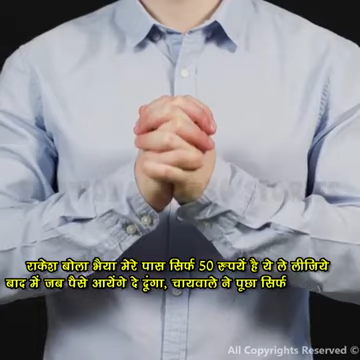 राकेश बोला भैया मेरे पास सिर्फ 50 रूपयें है ये ले लीजिये
बाद में जब पैसे आयेंगे दे दूंगा, चायवाले ने पूछा सिर्फ
All Copyrights Reserved ©